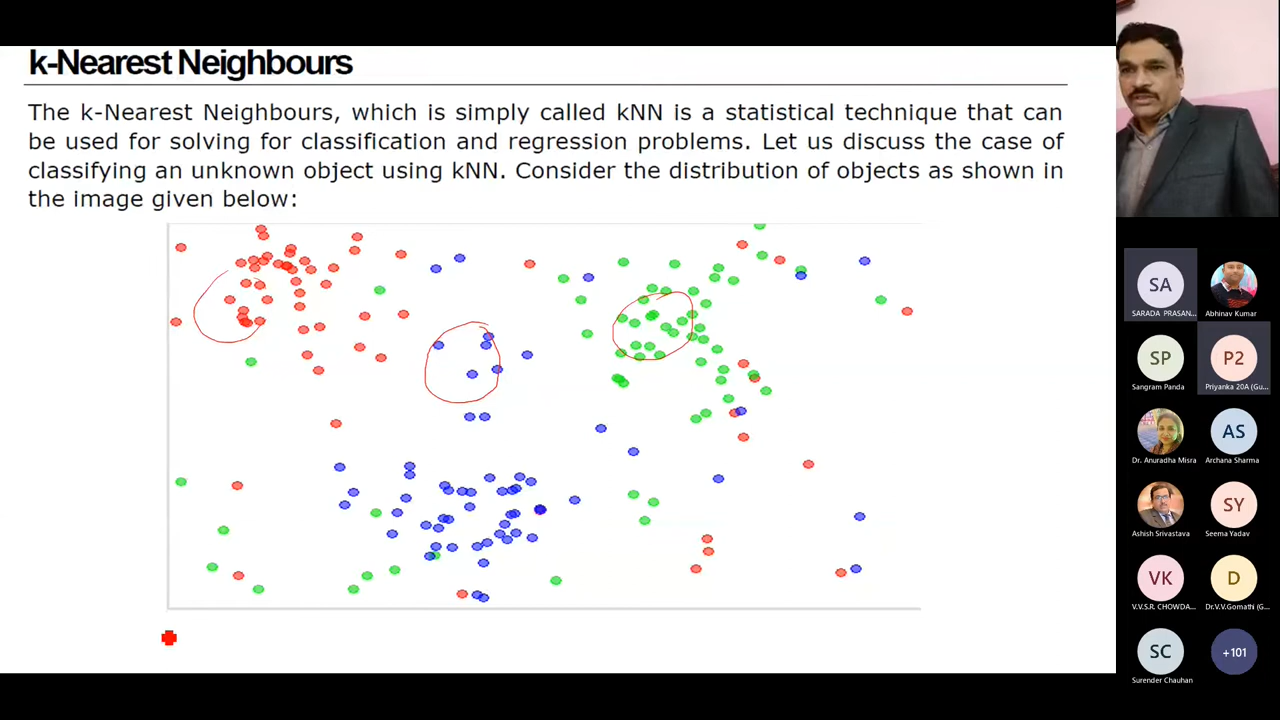 k-Nearest Neighbours
The k-Nearest Neighbours, which is simply called kNN is a statistical technique that can
be used for solving for classification and regression problems. Let us discuss the case of
classifying an unknown object using kNN. Consider the distribution of objects as shown in
the image given below:
SA
SARADA PRASAN...
Abhinav Kumar
SP
Sangram Panda
P2
Priyanka 20A (Gu...
Dr. Anuradha Misra
AS
Archana Sharma
Ashish Srivastava
SY
Seema Yadav
VK
V.V.S.R. CHOWDA...
D
Dr.V.V.Gomathi (G...
SC
Surender Chauhan
+101